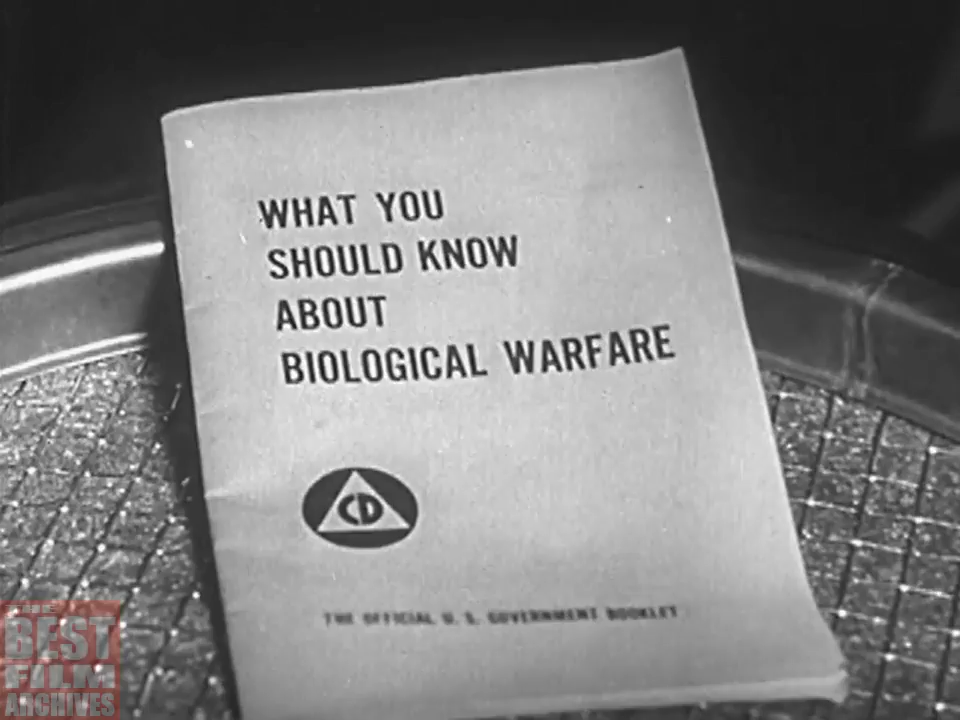 WHAT YOU
SHOULD KNOW
ABOUT
BIOLOGICAL WARFARE
CD
THE OFFICIAL U. S. GOVERNMENT BOOKLET
THE
BEST
FILM
ARCHIVES